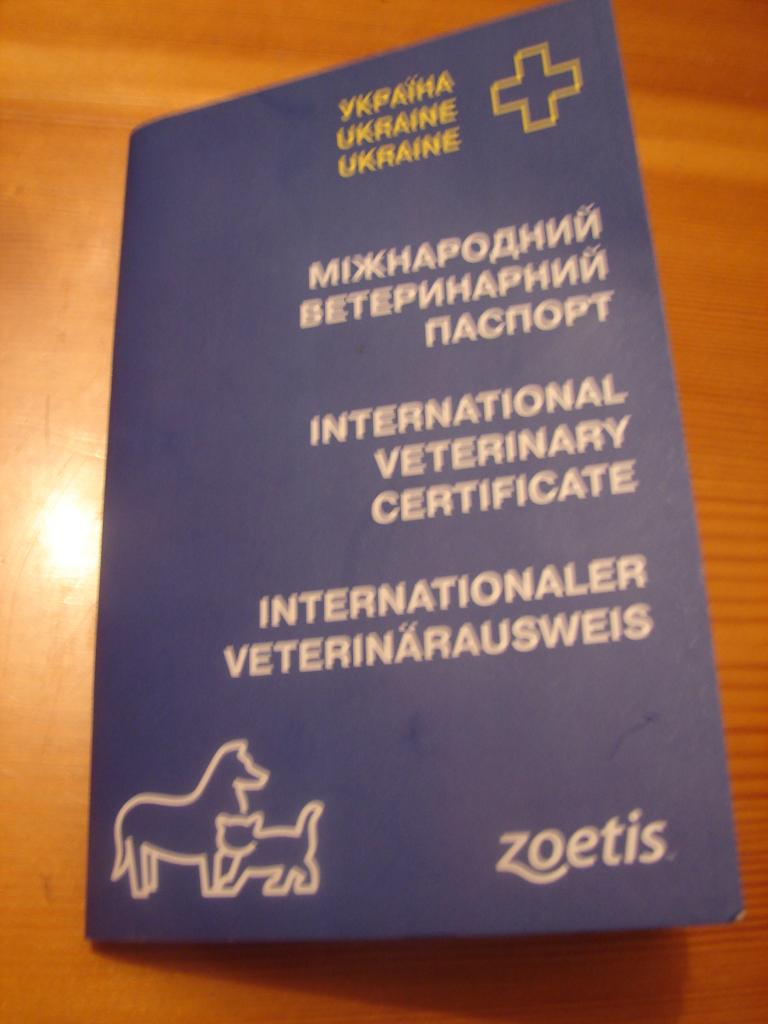 УКРАЇНА
UKRAINE
UKRAINE
МІЖНАРОДНИЙ
ВЕТЕРИНАРНИЙ
ПАСПОРТ
INTERNATIONAL
VETERINARY
CERTIFICATE
INTERNATIONALER
VETERINÄRAUSWEIS
zoetis